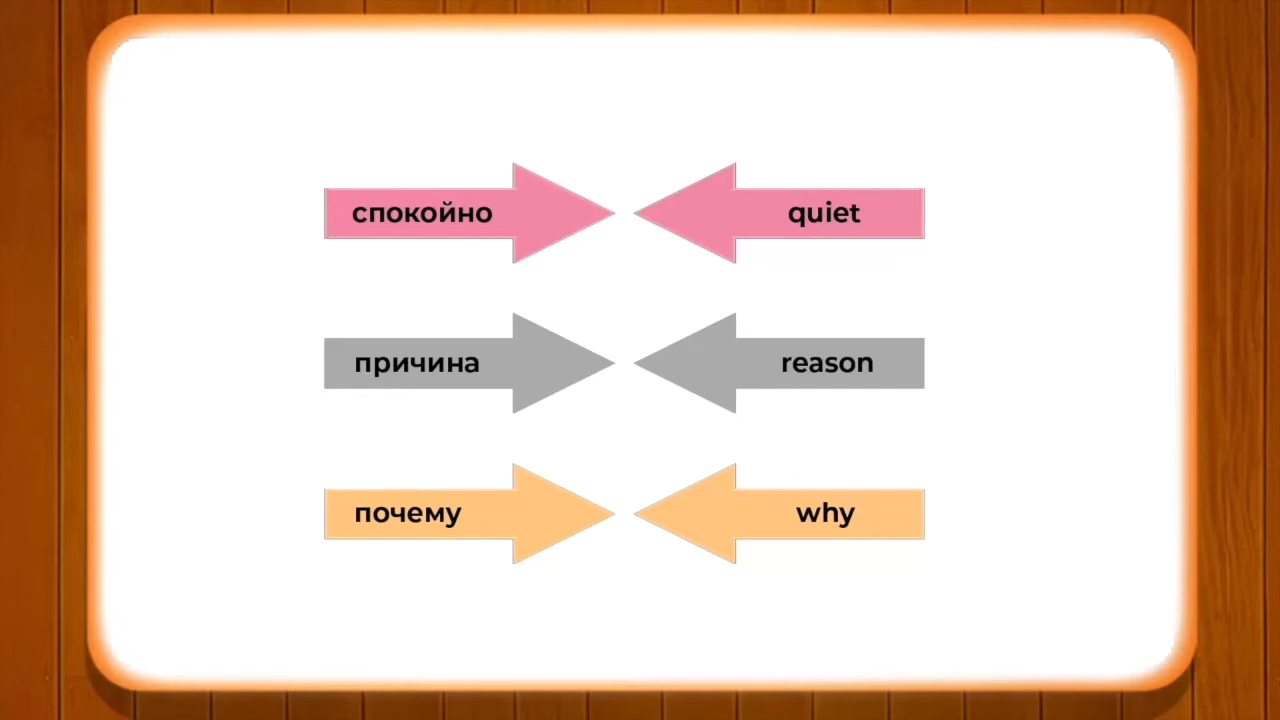 спокойно quiet
причина reason
почему why